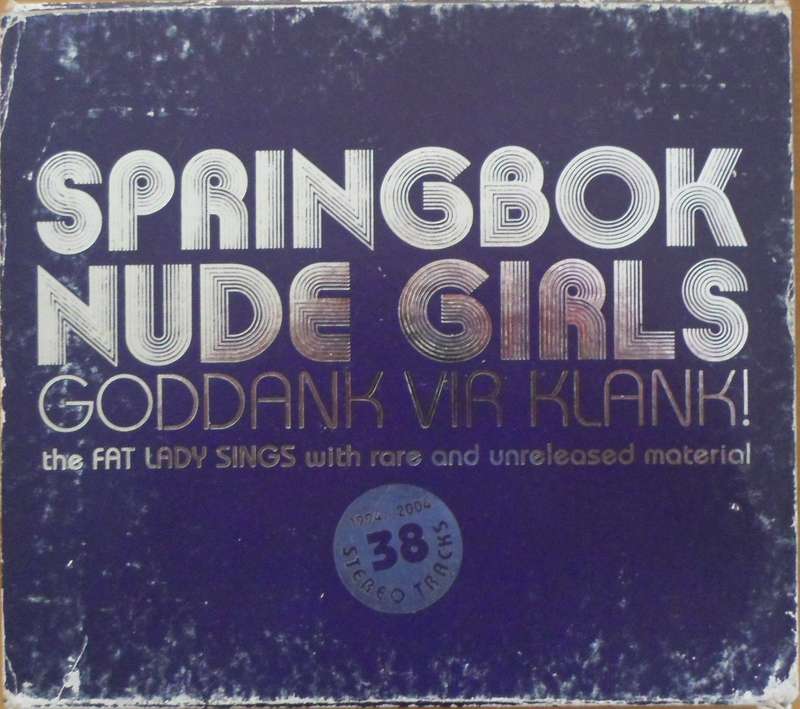 SPRINGBOK
NUDE GIRLS
GODDANK VIR KLANK!
the FAT LADY SINGS with rare and unreleased material
1994...2004
38
STEREO TRACKS